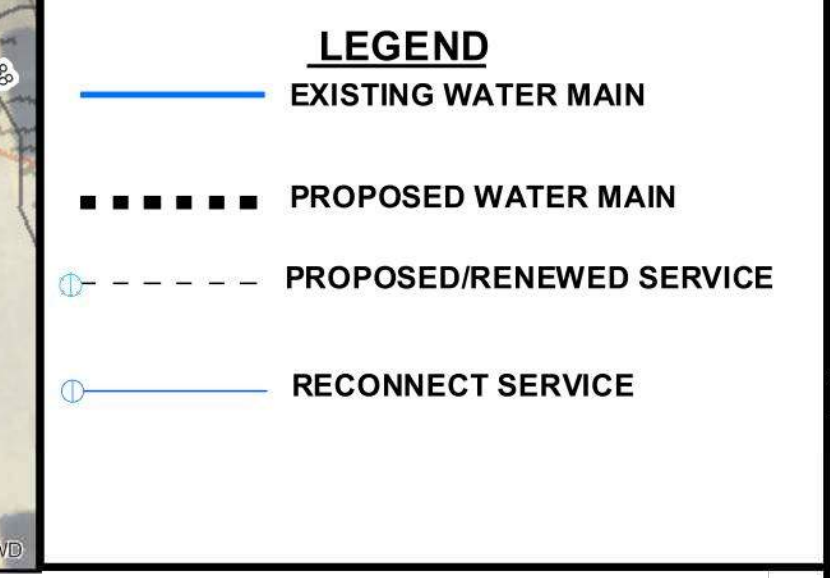 LEGEND
EXISTING WATER MAIN
PROPOSED WATER MAIN
PROPOSED/RENEWED SERVICE
RECONNECT SERVICE